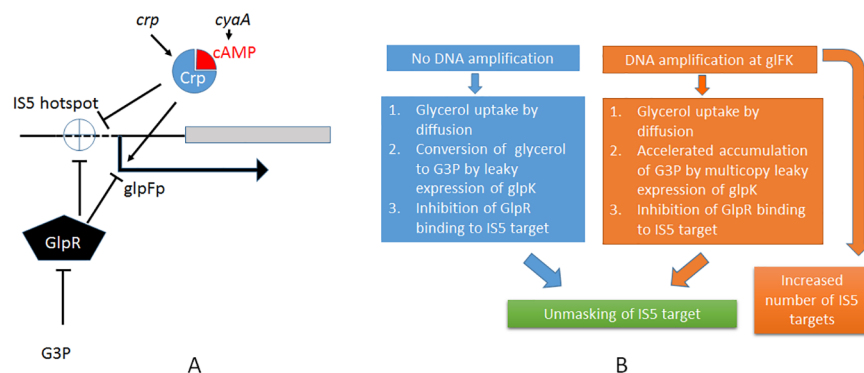 crp
cyaA
cAMP
Crp
IS5 hotspot
glpFp
GlpR
G3P
A
No DNA amplification
1. Glycerol uptake by
diffusion
2. Conversion of glycerol
to G3P by leaky
expression of glpK
3. Inhibition of GlpR
binding to IS5 target
DNA amplification at glFK
1. Glycerol uptake by
diffusion
2. Accelerated accumulation
of G3P by multicopy leaky
expression of glpK
3. Inhibition of GlpR binding
to IS5 target
Unmasking of IS5 target
Increased
number of IS5
targets
B